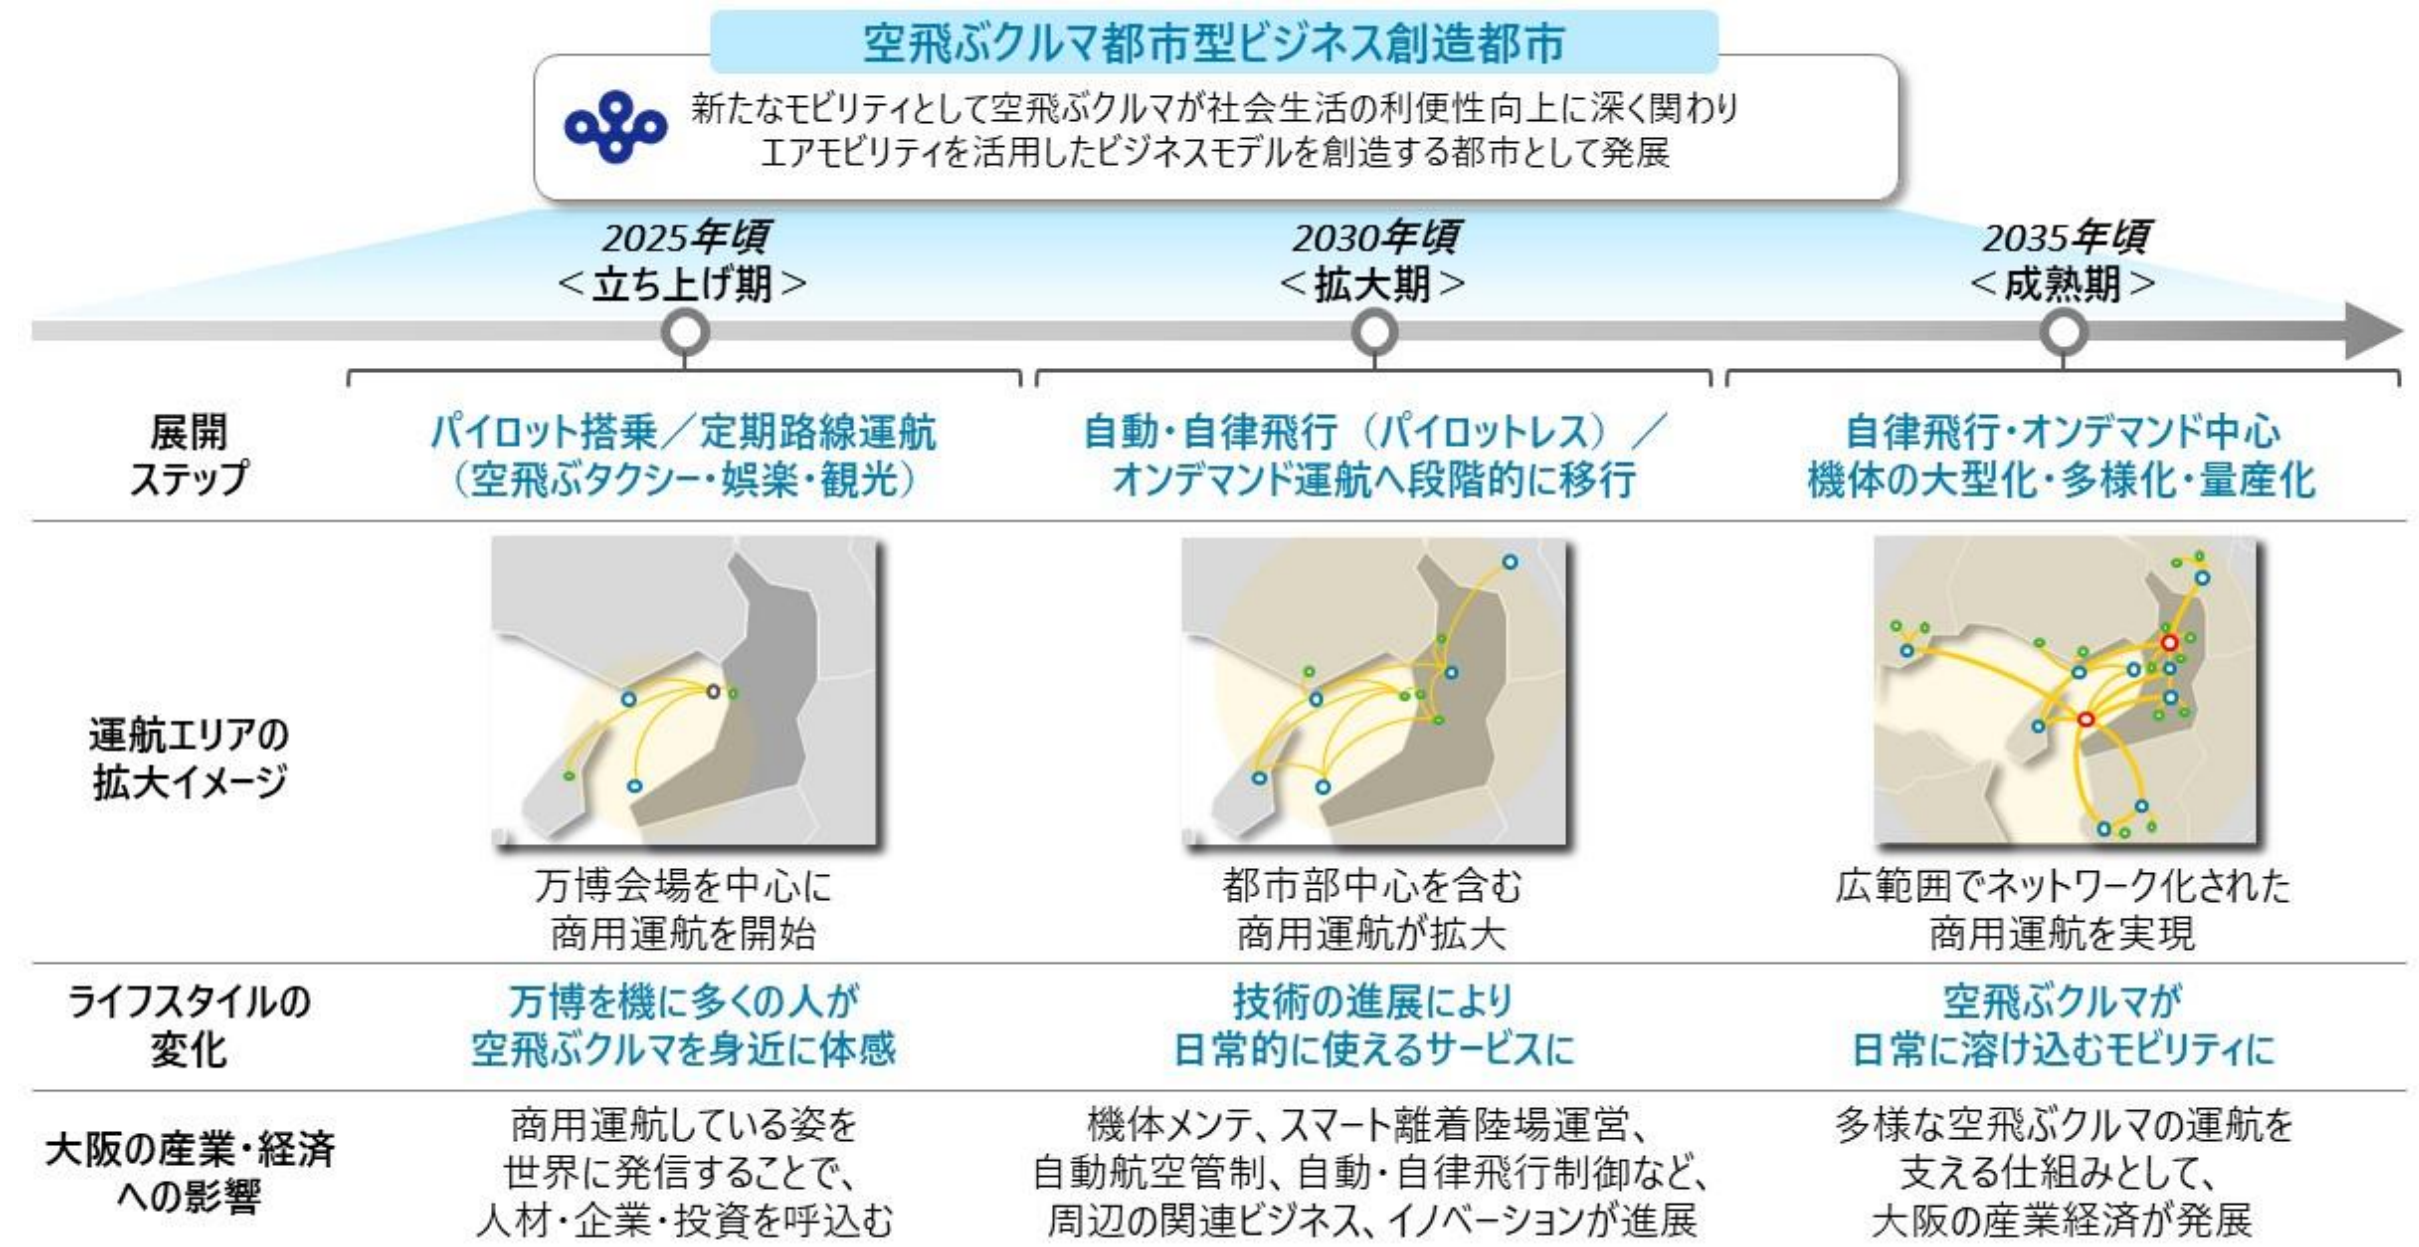 空飛ぶクルマ都市型ビジネス創造都市
新たなモビリティとして空飛ぶクルマが社会生活の利便性向上に深く関わり
エアモビリティを活用したビジネスモデルを創造する都市として発展
2025年頃
＜立ち上げ期＞
2030年頃
＜拡大期＞
2035年頃
＜成熟期＞
展開
ステップ
パイロット搭乗／定期路線運航
（空飛ぶタクシー・娯楽・観光）
自動・自律飛行（パイロットレス）／
オンデマンド運航へ段階的に移行
自律飛行・オンデマンド中心
機体の大型化・多様化・量産化
運航エリアの
拡大イメージ
万博会場を中心に
商用運航を開始
都市部中心を含む
商用運航が拡大
広範囲でネットワーク化された
商用運航を実現
ライフスタイルの
変化
万博を機に多くの人が
空飛ぶクルマを身近に体感
技術の進展により
日常的に使えるサービスに
空飛ぶクルマが
日常に溶け込むモビリティに
大阪の産業・経済
への影響
商用運航している姿を
世界に発信することで、
人材・企業・投資を呼込む
機体メンテ、スマート離着陸場運営、
自動航空管制、自動・自律飛行制御など、
周辺の関連ビジネス、イノベーションが進展
多様な空飛ぶクルマの運航を
支える仕組みとして、
大阪の産業経済が発展